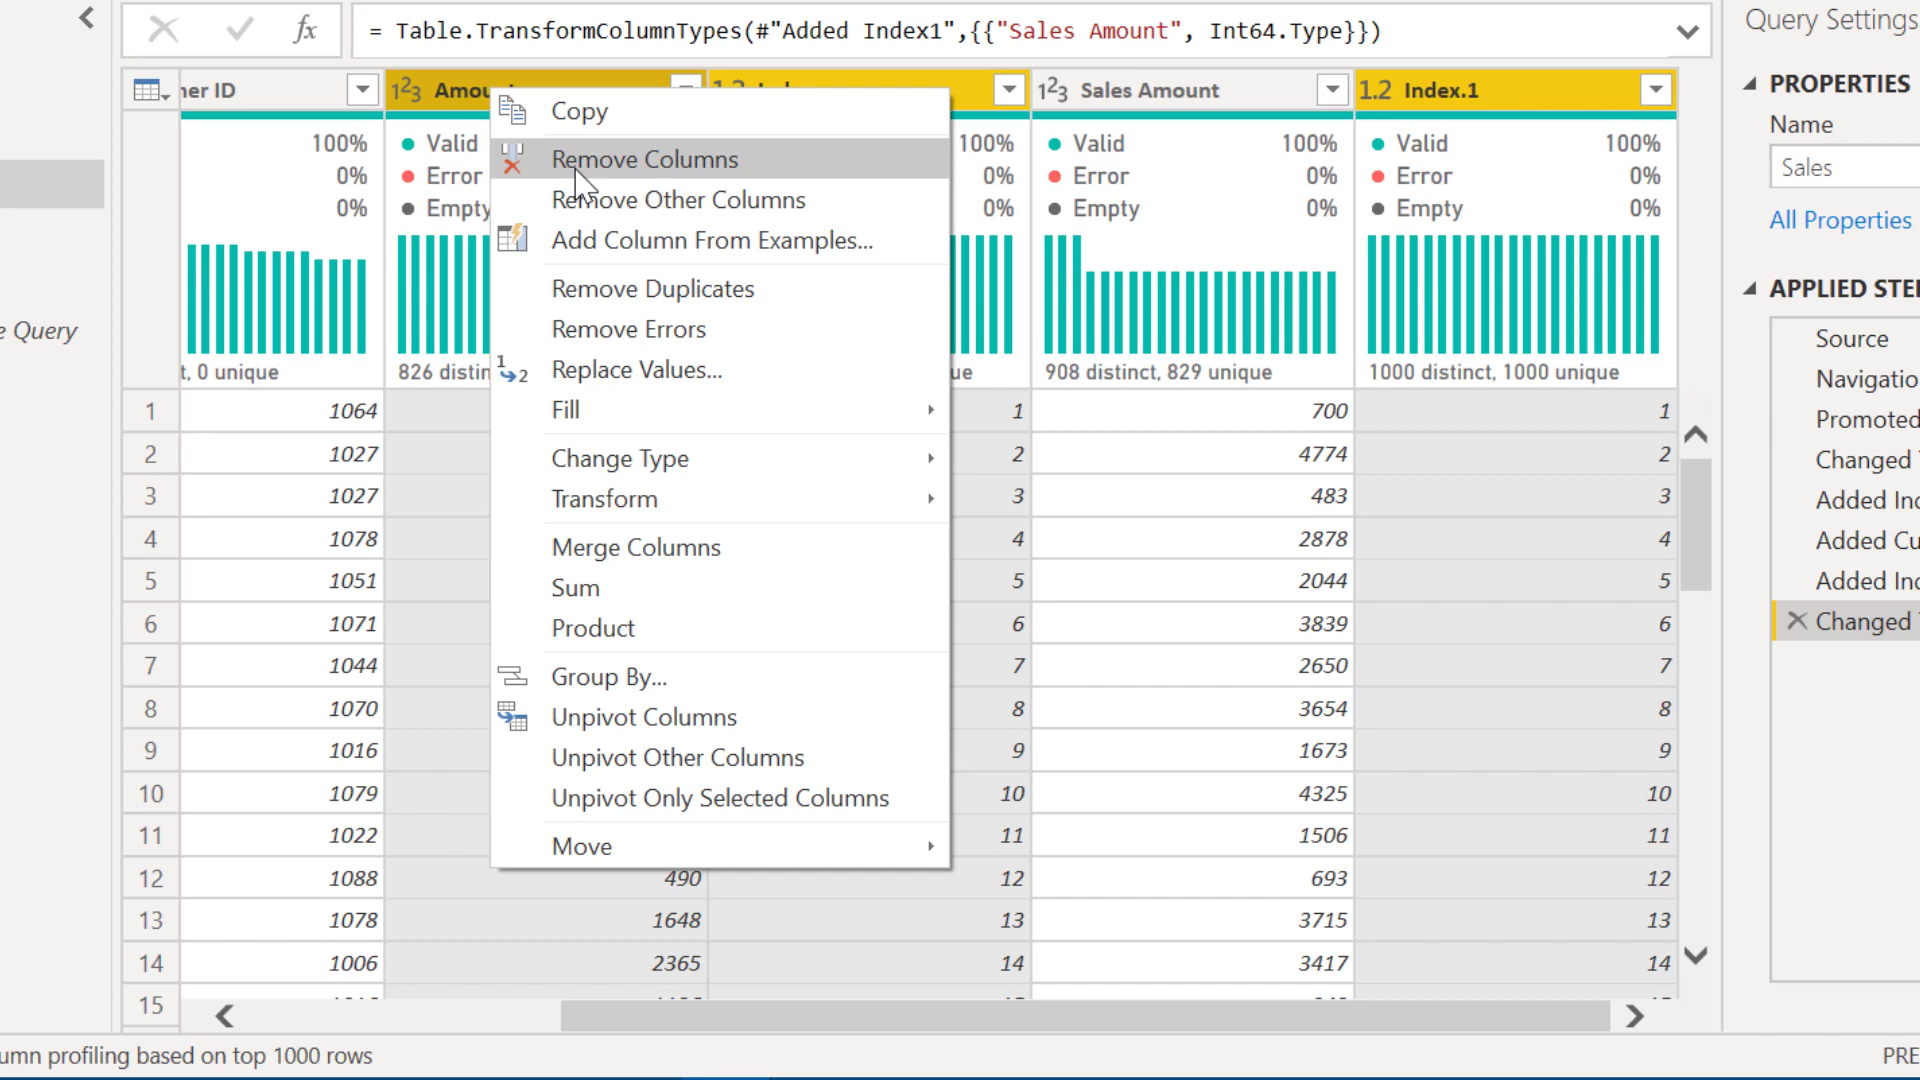 fx = Table.TransformColumnTypes(#"Added Index1",{{"Sales Amount", Int64.Type}})
Query Settings
PROPERTIES
Name
Sales
All Properties
APPLIED STE
Source
Navigatio
Promoted
Changed
Added Inc
Added Cu
Added Inc
Changed
e Query
ner ID 1²3 Amou 1.2 1²3 Sales Amount 1.2 Index.1
100% Valid 100% Valid 100% Valid 100%
0% Error 0% Error 0% Error 0%
0% Empty 0% Empty 0% Empty 0%
t, 0 unique 826 distin ue 908 distinct, 829 unique 1000 distinct, 1000 unique
Copy
Remove Columns
Remove Other Columns
Add Column From Examples...
Remove Duplicates
Remove Errors
Replace Values...
Fill
Change Type
Transform
Merge Columns
Sum
Product
Group By...
Unpivot Columns
Unpivot Other Columns
Unpivot Only Selected Columns
Move
1 1064 1 700 1
2 1027 2 4774 2
3 1027 3 483 3
4 1078 4 2878 4
5 1051 5 2044 5
6 1071 6 3839 6
7 1044 7 2650 7
8 1070 8 3654 8
9 1016 9 1673 9
10 1079 10 4325 10
11 1022 11 1506 11
12 1088 490 12 693 12
13 1078 1648 13 3715 13
14 1006 2365 14 3417 14
15
umn profiling based on top 1000 rows
PRE